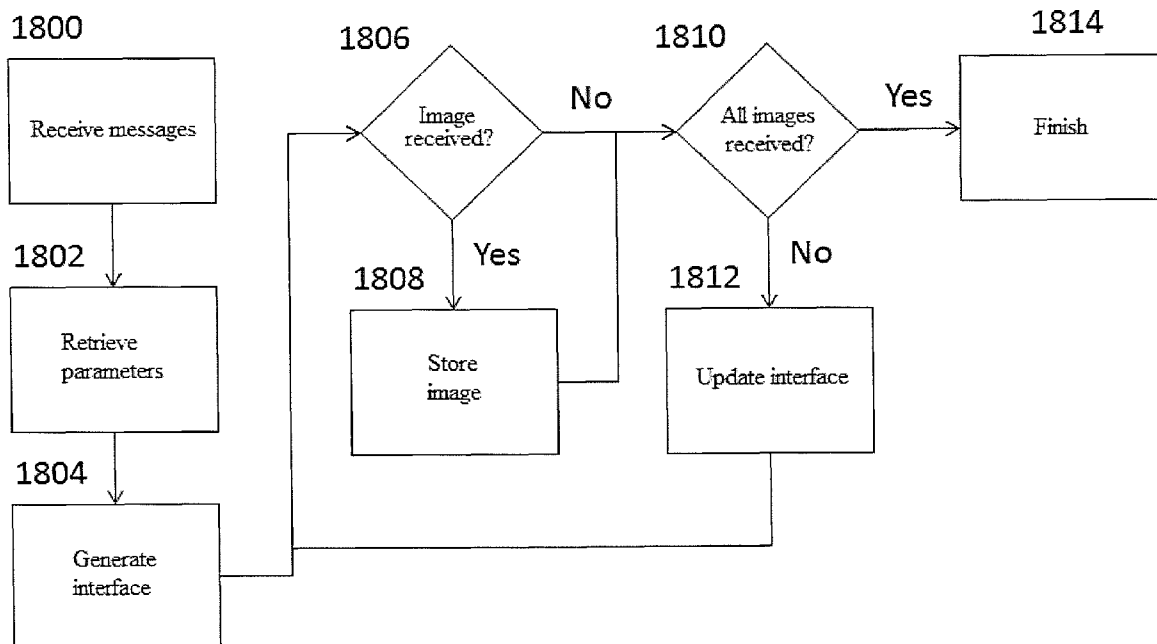 1800
Receive messages
1802
Retrieve
parameters
1804
Generate
interface
1806
Image
received?
No
Yes
1808
Store
image
1810
All images
received?
Yes
No
1812
Update interface
1814
Finish